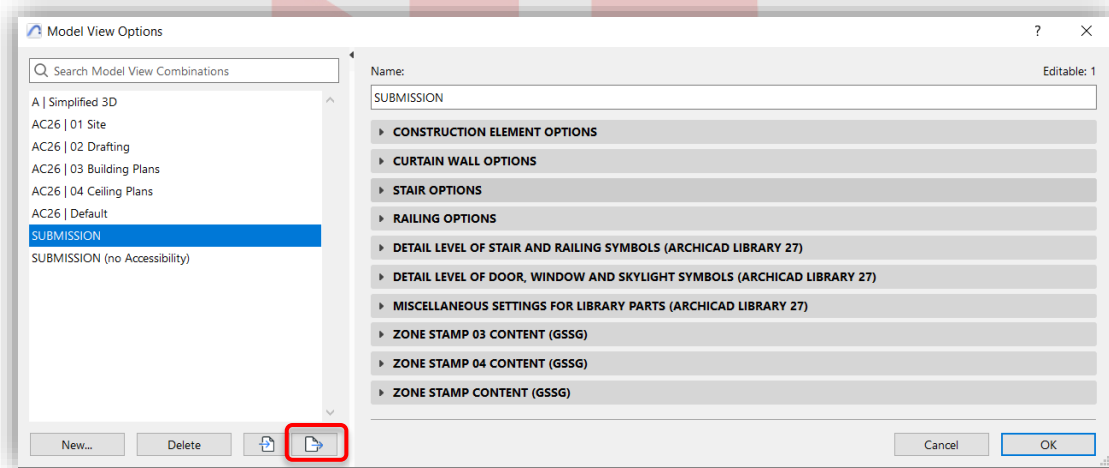 Model View Options
?
Search Model View Combinations
A | Simplified 3D
AC26 | 01 Site
AC26 | 02 Drafting
AC26 | 03 Building Plans
AC26 | 04 Ceiling Plans
AC26 | Default
SUBMISSION
SUBMISSION (no Accessibility)
New...
Delete
Name:
Editable: 1
SUBMISSION
CONSTRUCTION ELEMENT OPTIONS
CURTAIN WALL OPTIONS
STAIR OPTIONS
RAILING OPTIONS
DETAIL LEVEL OF STAIR AND RAILING SYMBOLS (ARCHICAD LIBRARY 27)
DETAIL LEVEL OF DOOR, WINDOW AND SKYLIGHT SYMBOLS (ARCHICAD LIBRARY 27)
MISCELLANEOUS SETTINGS FOR LIBRARY PARTS (ARCHICAD LIBRARY 27)
ZONE STAMP 03 CONTENT (GSSG)
ZONE STAMP 04 CONTENT (GSSG)
ZONE STAMP CONTENT (GSSG)
Cancel
OK